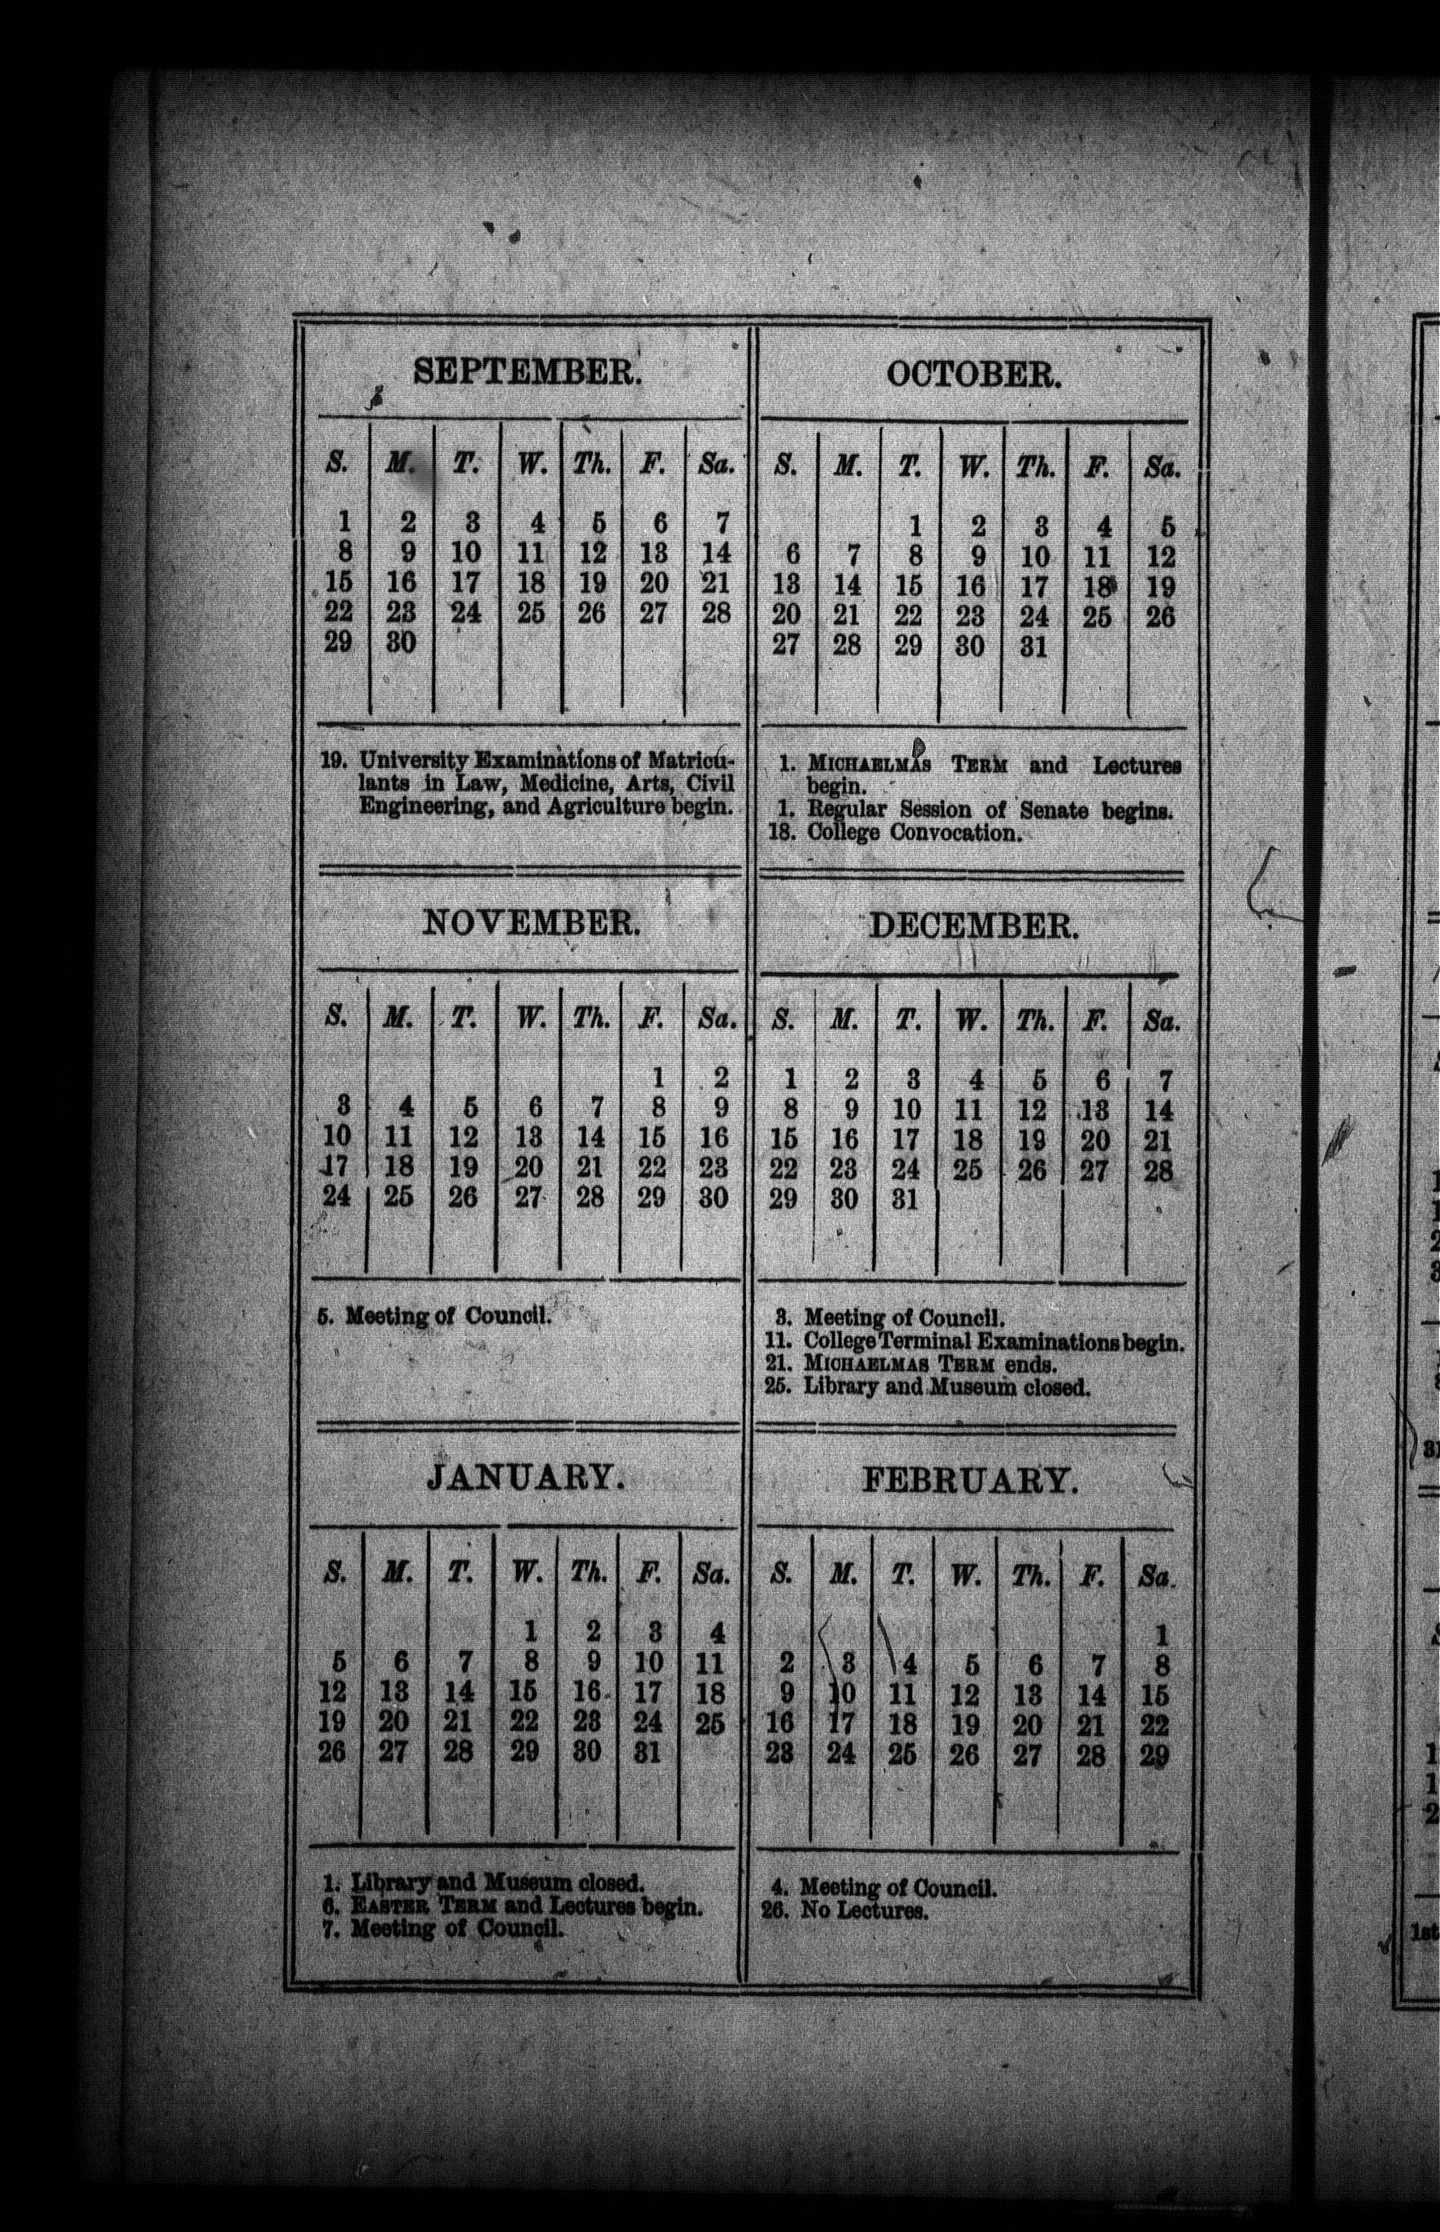 SEPTEMBER.
S. M. T. W. Th. F. Sa.
1 2 3 4 5 6 7
8 9 10 11 12 13 14
15 16 17 18 19 20 21
22 23 24 25 26 27 28
29 30
19. University Examinations of Matricu-
lants in Law, Medicine, Arts, Civil
Engineering, and Agriculture begin.
OCTOBER.
S. M. T. W. Th. F. Sa.
1 2 3 4 5
6 7 8 9 10 11 12
13 14 15 16 17 18 19
20 21 22 23 24 25 26
27 28 29 30 31
1. MICHAELMAS TERM and Lectures
begin.
1. Regular Session of Senate begins.
18. College Convocation.
NOVEMBER.
S. M. T. W. Th. F. Sa.
1 2
3 4 5 6 7 8 9
10 11 12 13 14 15 16
17 18 19 20 21 22 23
24 25 26 27 28 29 30
5. Meeting of Council.
DECEMBER.
S. M. T. W. Th. F. Sa.
1 2 3 4 5 6 7
8 9 10 11 12 13 14
15 16 17 18 19 20 21
22 23 24 25 26 27 28
29 30 31
3. Meeting of Council.
11. College Terminal Examinations begin.
21. MICHAELMAS TERM ends.
25. Library and Museum closed.
JANUARY.
S. M. T. W. Th. F. Sa.
1 2 3 4
5 6 7 8 9 10 11
12 13 14 15 16 17 18
19 20 21 22 23 24 25
26 27 28 29 30 31
1. Library and Museum closed.
6. EASTER TERM and Lectures begin.
7. Meeting of Council.
FEBRUARY.
S. M. T. W. Th. F. Sa.
1
2 3 4 5 6 7 8
9 10 11 12 13 14 15
16 17 18 19 20 21 22
23 24 25 26 27 28 29
4. Meeting of Council.
26. No Lectures.